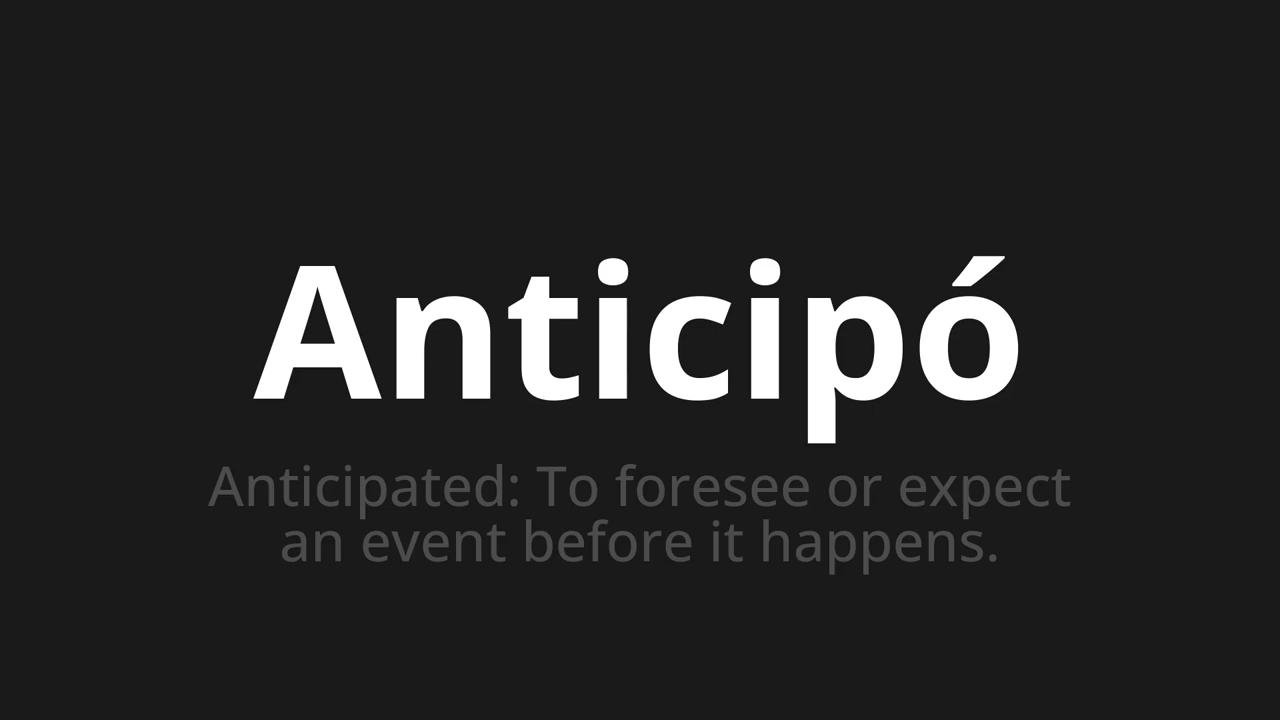 Anticipó
Anticipated: To foresee or expect
an event before it happens.